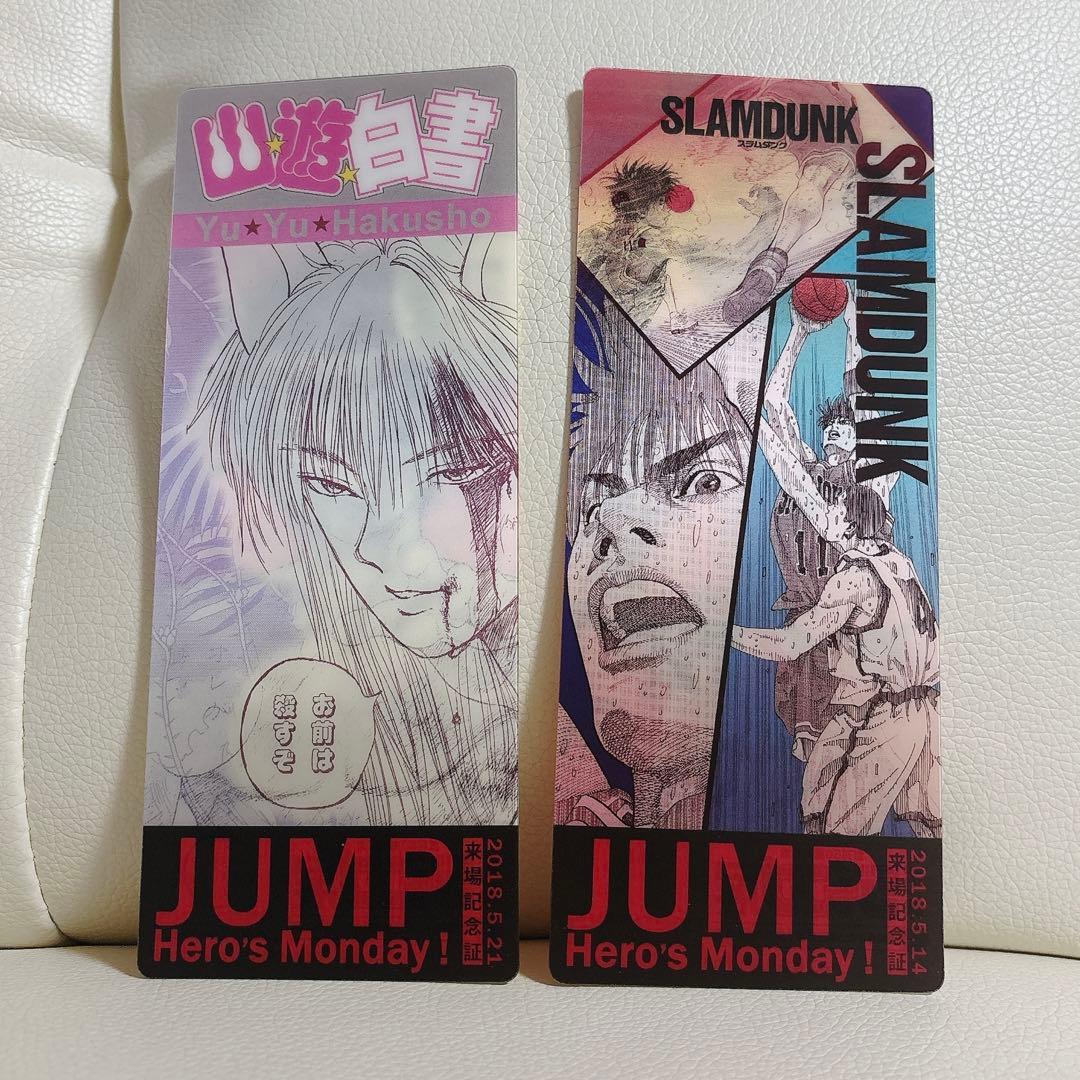 幽遊白書
Yu★Yu★Hakusho
お前は
殺すぞ
JUMP
Hero's Monday!
来場記念証
2018.5.21
SLAMDUNK
スラムダンク
SLAMDUNK
11
JUMP
Hero's Monday!
来場記念証
2018.5.14